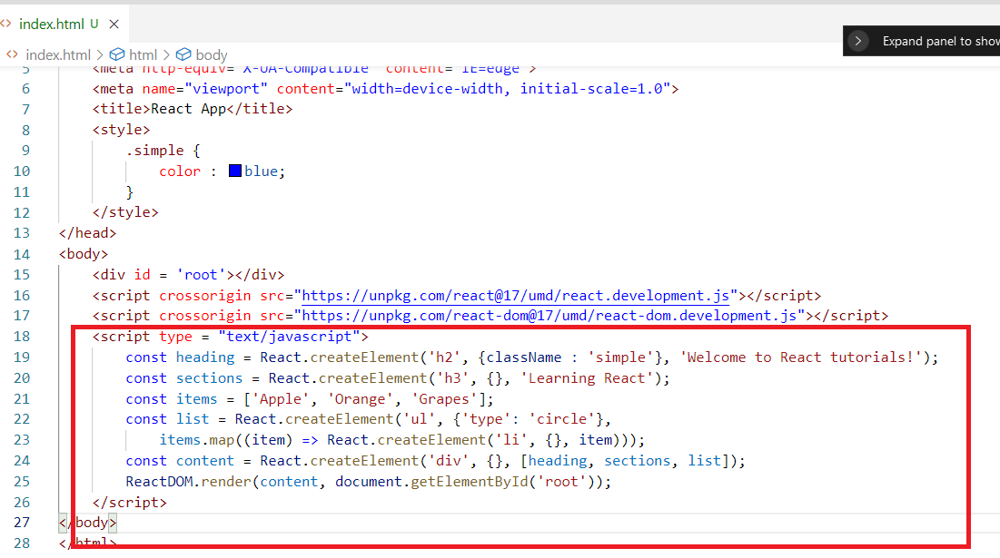 index.html U
Expand panel to show
index.html > html > body
5 <meta http-equiv="X-UA-Compatible" content="IE=edge">
6 <meta name="viewport" content="width=device-width, initial-scale=1.0">
7 <title>React App</title>
8 <style>
9 .simple {
10 color : blue;
11 }
12 </style>
13 </head>
14 <body>
15 <div id = 'root'></div>
16 <script crossorigin src="https://unpkg.com/react@17/umd/react.development.js"></script>
17 <script crossorigin src="https://unpkg.com/react-dom@17/umd/react-dom.development.js"></script>
18 <script type = "text/javascript">
19 const heading = React.createElement('h2', {className : 'simple'}, 'Welcome to React tutorials!');
20 const sections = React.createElement('h3', {}, 'Learning React');
21 const items = ['Apple', 'Orange', 'Grapes'];
22 const list = React.createElement('ul', {'type': 'circle'},
23 items.map((item) => React.createElement('li', {}, item)));
24 const content = React.createElement('div', {}, [heading, sections, list]);
25 ReactDOM.render(content, document.getElementById('root'));
26 </script>
27 </body>
28 </html>